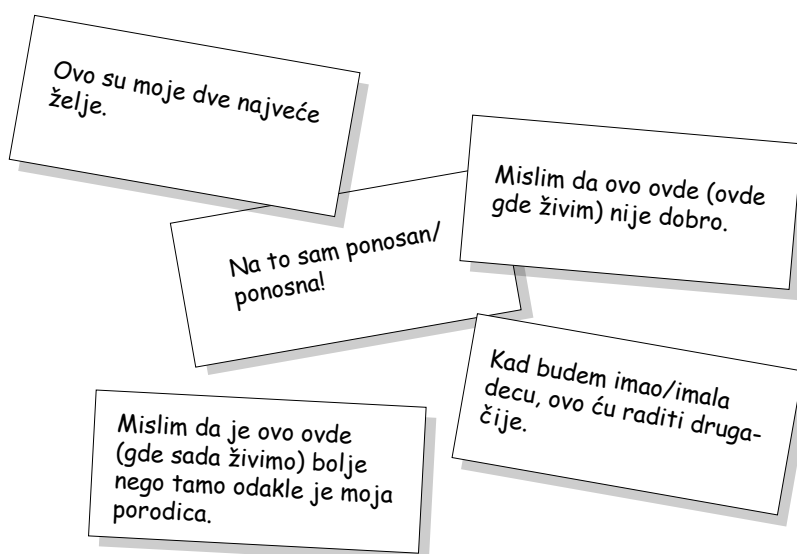 Ovo su moje dve najveće
želje.
Mislim da ovo ovde (ovde
gde živim) nije dobro.
Na to sam ponosan/
ponosna!
Kad budem imao/imala
decu, ovo ću raditi druga-
čije.
Mislim da je ovo ovde
(gde sada živimo) bolje
nego tamo odakle je moja
porodica.